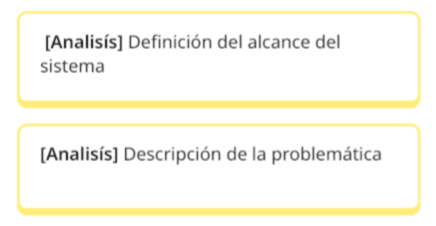 [Analisís] Definición del alcance del
sistema
[Analisís] Descripción de la problemática